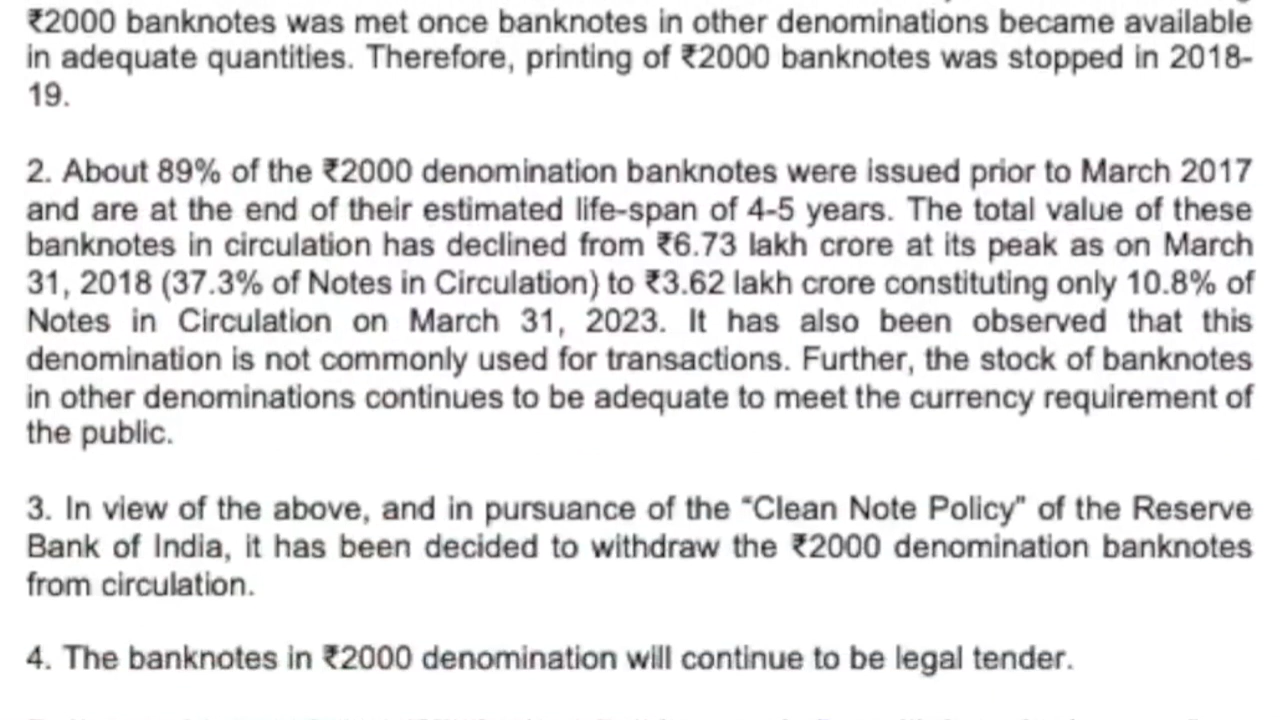 ₹2000 banknotes was met once banknotes in other denominations became available
in adequate quantities. Therefore, printing of ₹2000 banknotes was stopped in 2018-
19.
2. About 89% of the ₹2000 denomination banknotes were issued prior to March 2017
and are at the end of their estimated life-span of 4-5 years. The total value of these
banknotes in circulation has declined from ₹6.73 lakh crore at its peak as on March
31, 2018 (37.3% of Notes in Circulation) to ₹3.62 lakh crore constituting only 10.8% of
Notes in Circulation on March 31, 2023. It has also been observed that this
denomination is not commonly used for transactions. Further, the stock of banknotes
in other denominations continues to be adequate to meet the currency requirement of
the public.
3. In view of the above, and in pursuance of the “Clean Note Policy” of the Reserve
Bank of India, it has been decided to withdraw the ₹2000 denomination banknotes
from circulation.
4. The banknotes in ₹2000 denomination will continue to be legal tender.